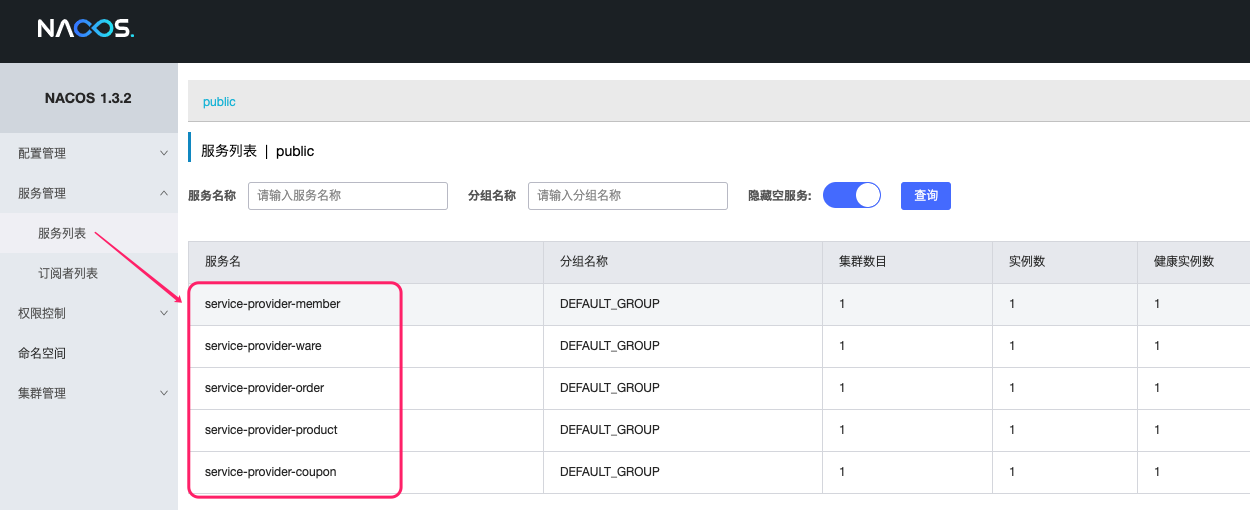 NACOS.
NACOS 1.3.2
配置管理
服务管理
服务列表
订阅者列表
权限控制
命名空间
集群管理
public
服务列表 | public
服务名称 请输入服务名称 分组名称 请输入分组名称 隐藏空服务: 查询
服务名 分组名称 集群数目 实例数 健康实例数
service-provider-member DEFAULT_GROUP 1 1 1
service-provider-ware DEFAULT_GROUP 1 1 1
service-provider-order DEFAULT_GROUP 1 1 1
service-provider-product DEFAULT_GROUP 1 1 1
service-provider-coupon DEFAULT_GROUP 1 1 1